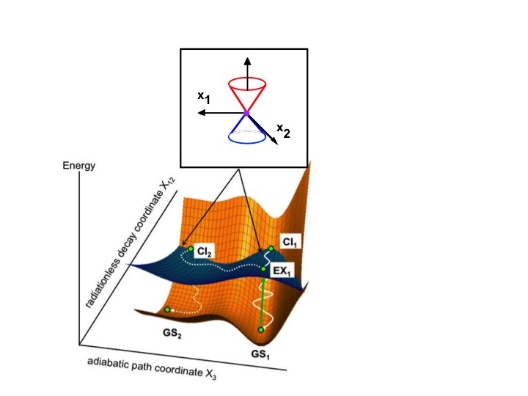 x1
x2
Energy
radiationless decay coordinate X12
CI2
CI1
EX1
GS2
GS1
adiabatic path coordinate X3